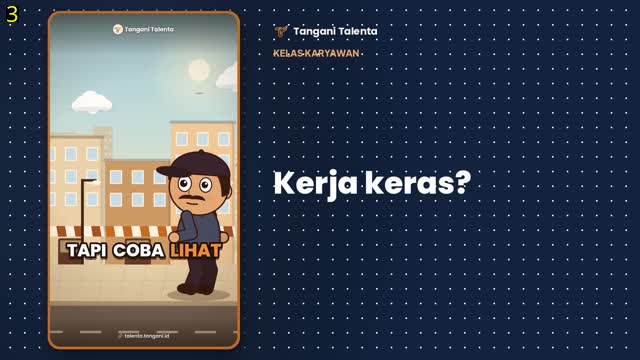 3
Tangani Talenta
TAPI COBA LIHAT
talenta.tangani.id
Tangani Talenta
KELAS KARYAWAN
Kerja keras?